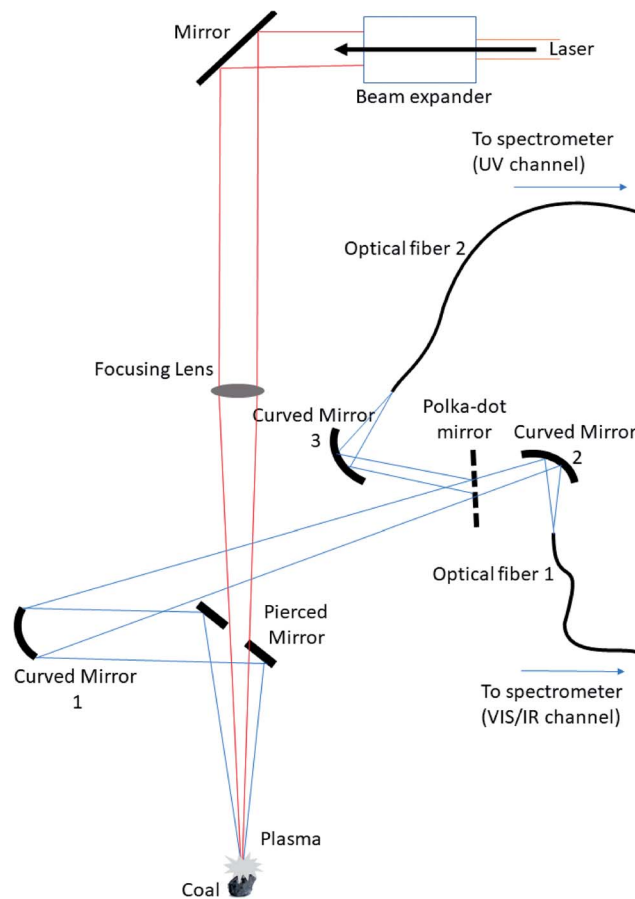 Mirror
Laser
Beam expander
To spectrometer
(UV channel)
Optical fiber 2
Focusing Lens
Curved Mirror
3
Polka-dot
mirror
Curved Mirror
2
Optical fiber 1
Pierced
Mirror
Curved Mirror
1
To spectrometer
(VIS/IR channel)
Plasma
Coal